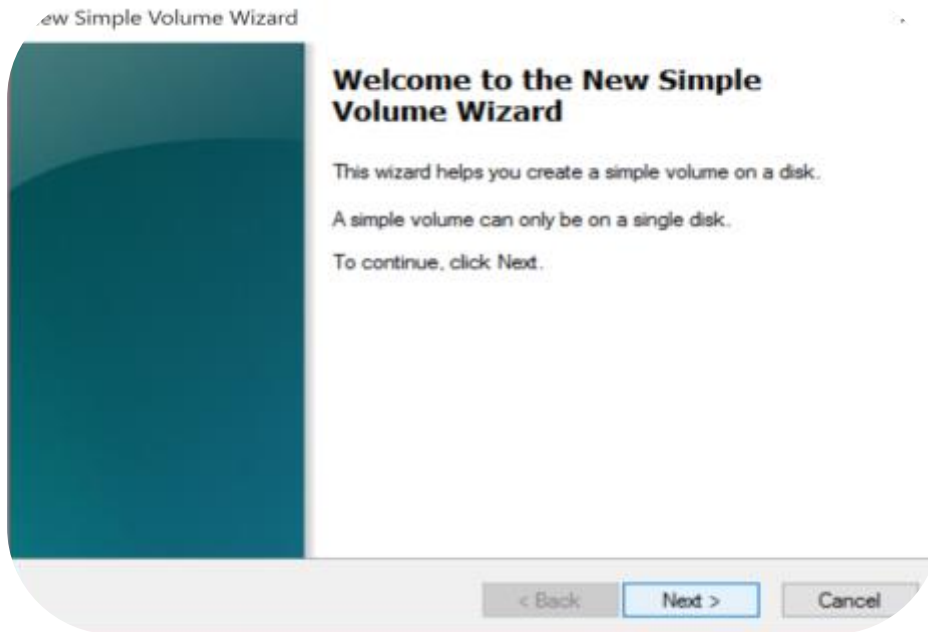 ew Simple Volume Wizard
Welcome to the New Simple
Volume Wizard
This wizard helps you create a simple volume on a disk.
A simple volume can only be on a single disk.
To continue, click Next.
< Back
Next >
Cancel